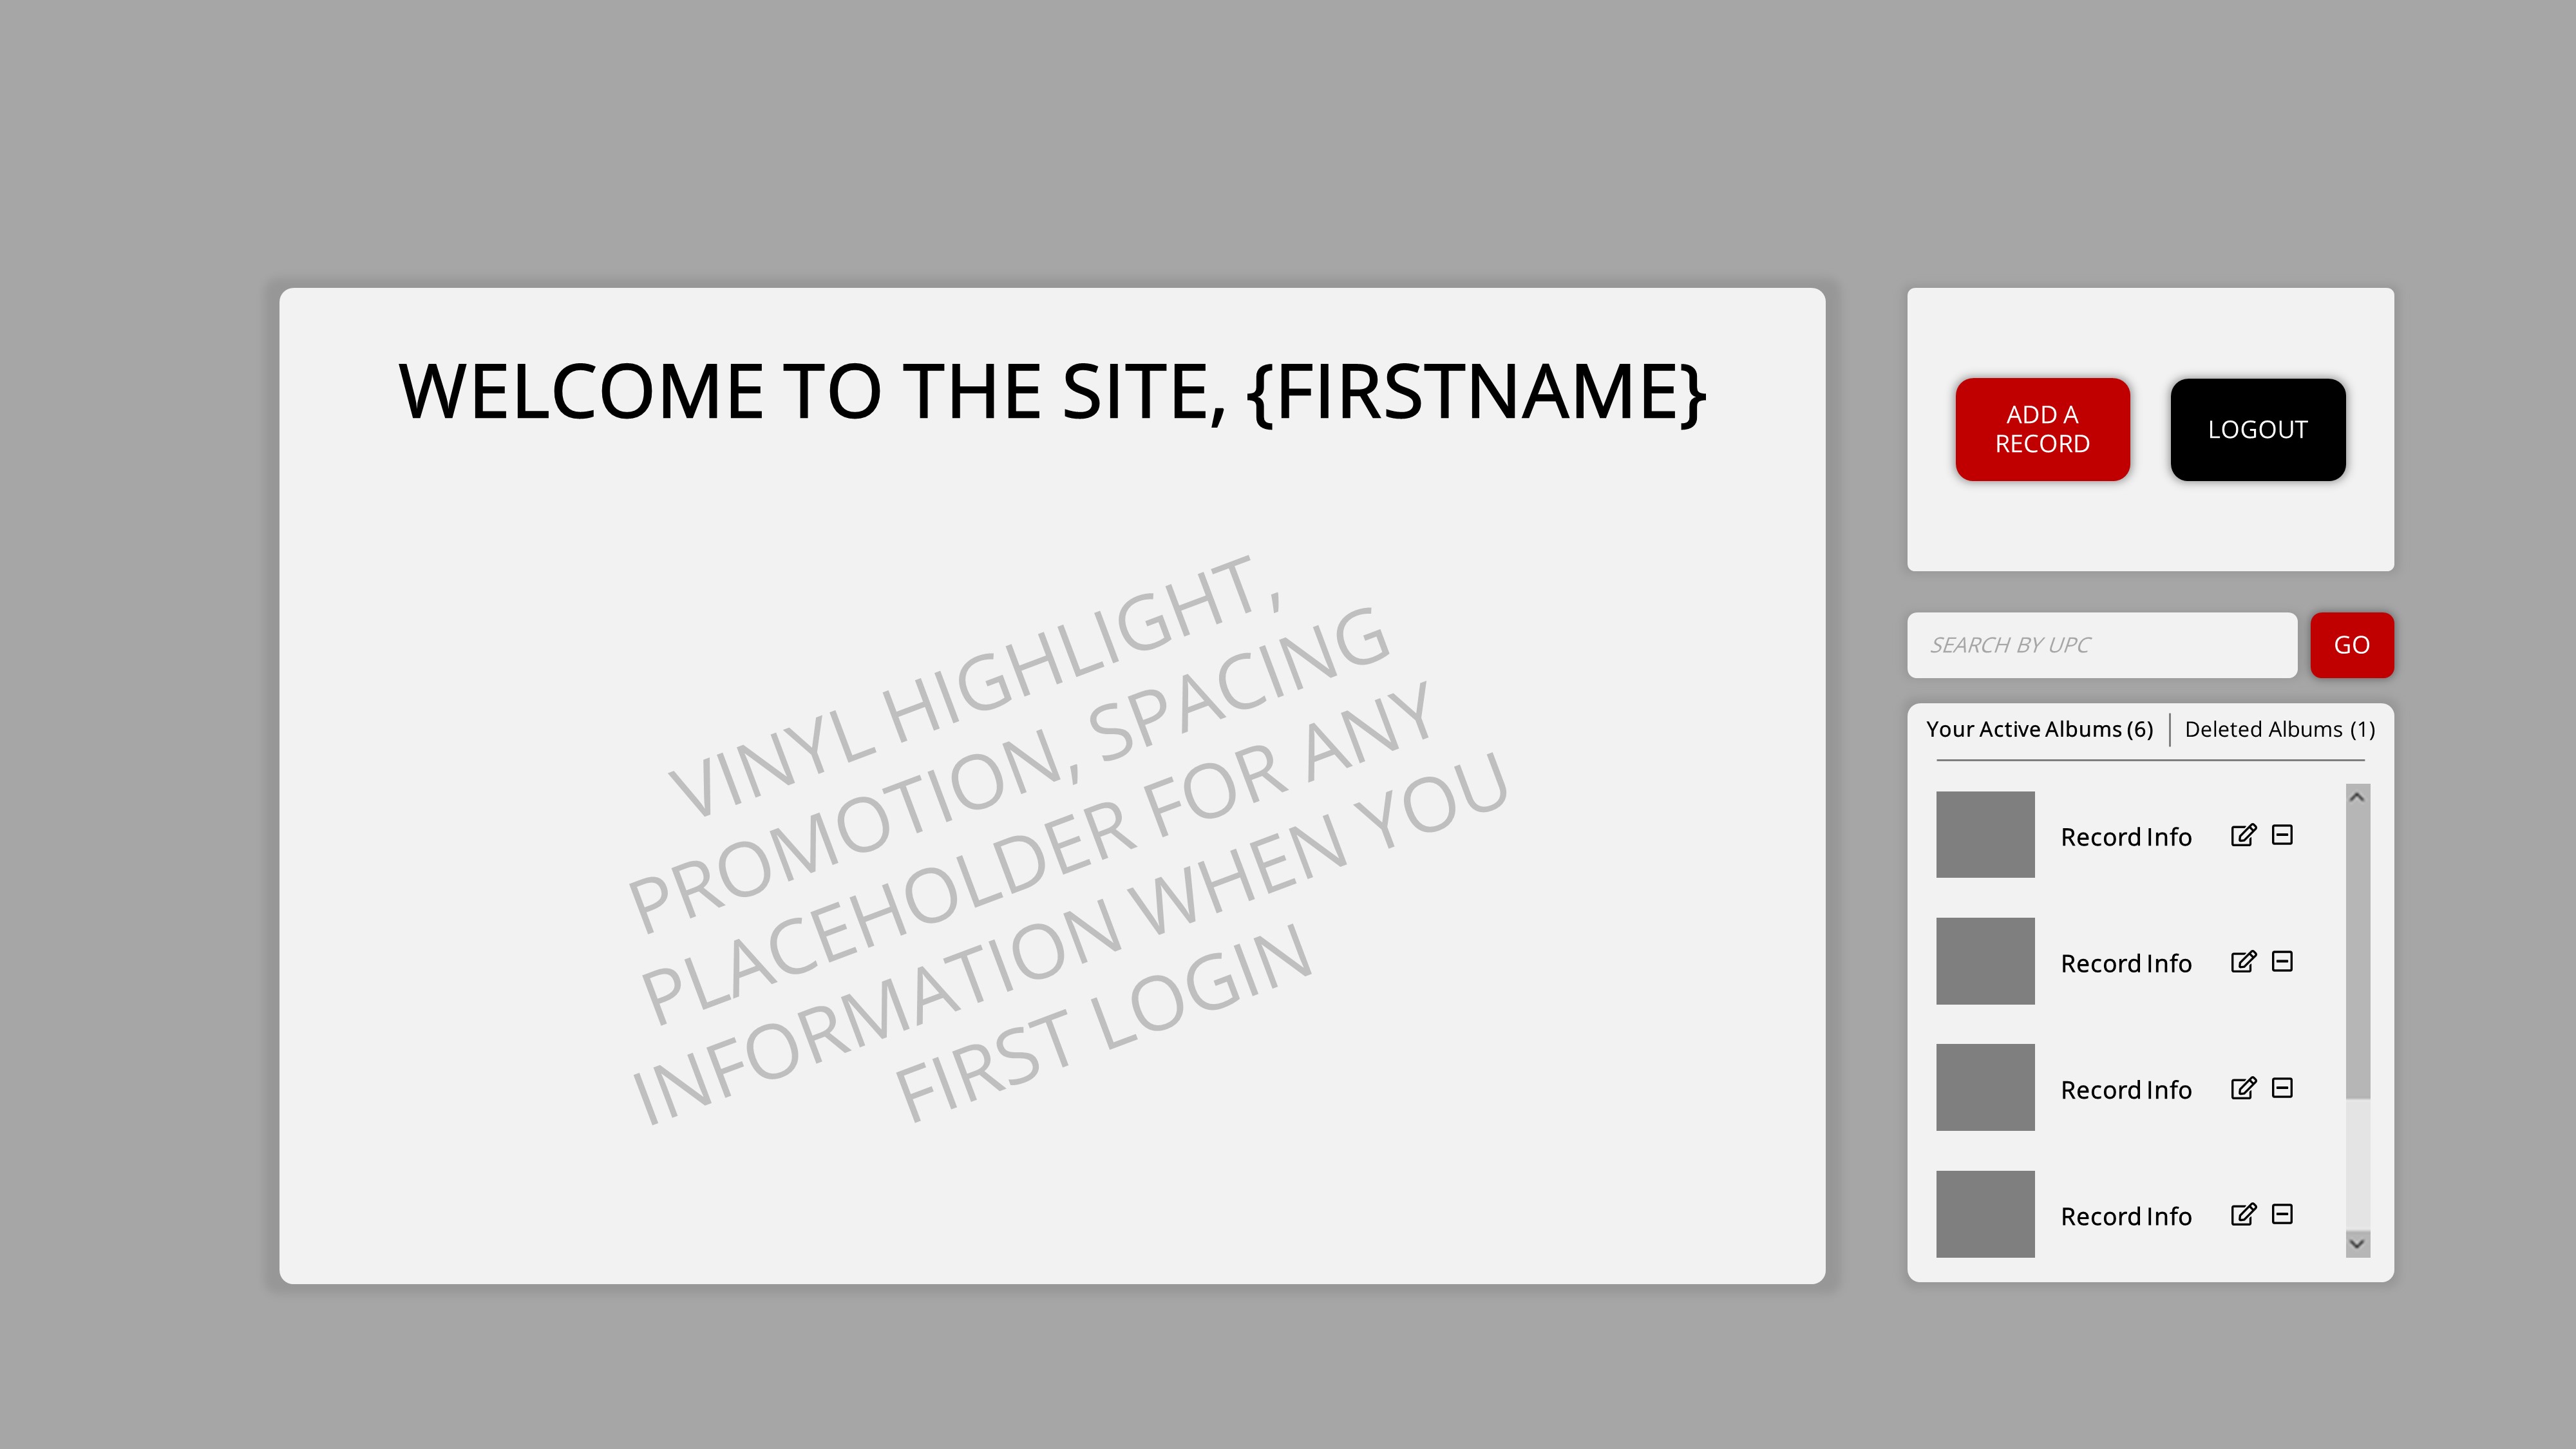 WELCOME TO THE SITE, {FIRSTNAME}
VINYL HIGHLIGHT,
PROMOTION, SPACING
PLACEHOLDER FOR ANY
INFORMATION WHEN YOU
FIRST LOGIN
ADD A
RECORD
LOGOUT
SEARCH BY UPC
GO
Your Active Albums (6)
Deleted Albums (1)
Record Info
Record Info
Record Info
Record Info